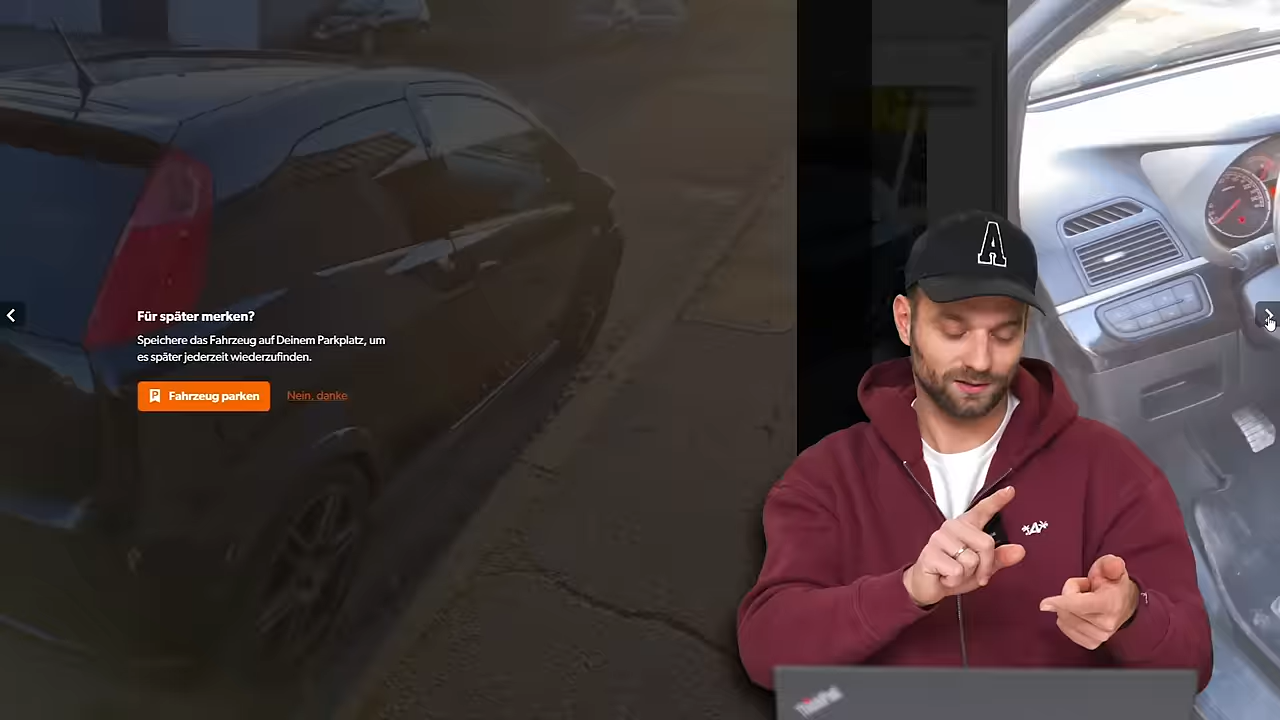 Für später merken?
Speichere das Fahrzeug auf Deinem Parkplatz, um
es später jederzeit wiederzufinden.
Fahrzeug parken
Nein, danke
A
*A*
ThinkPad